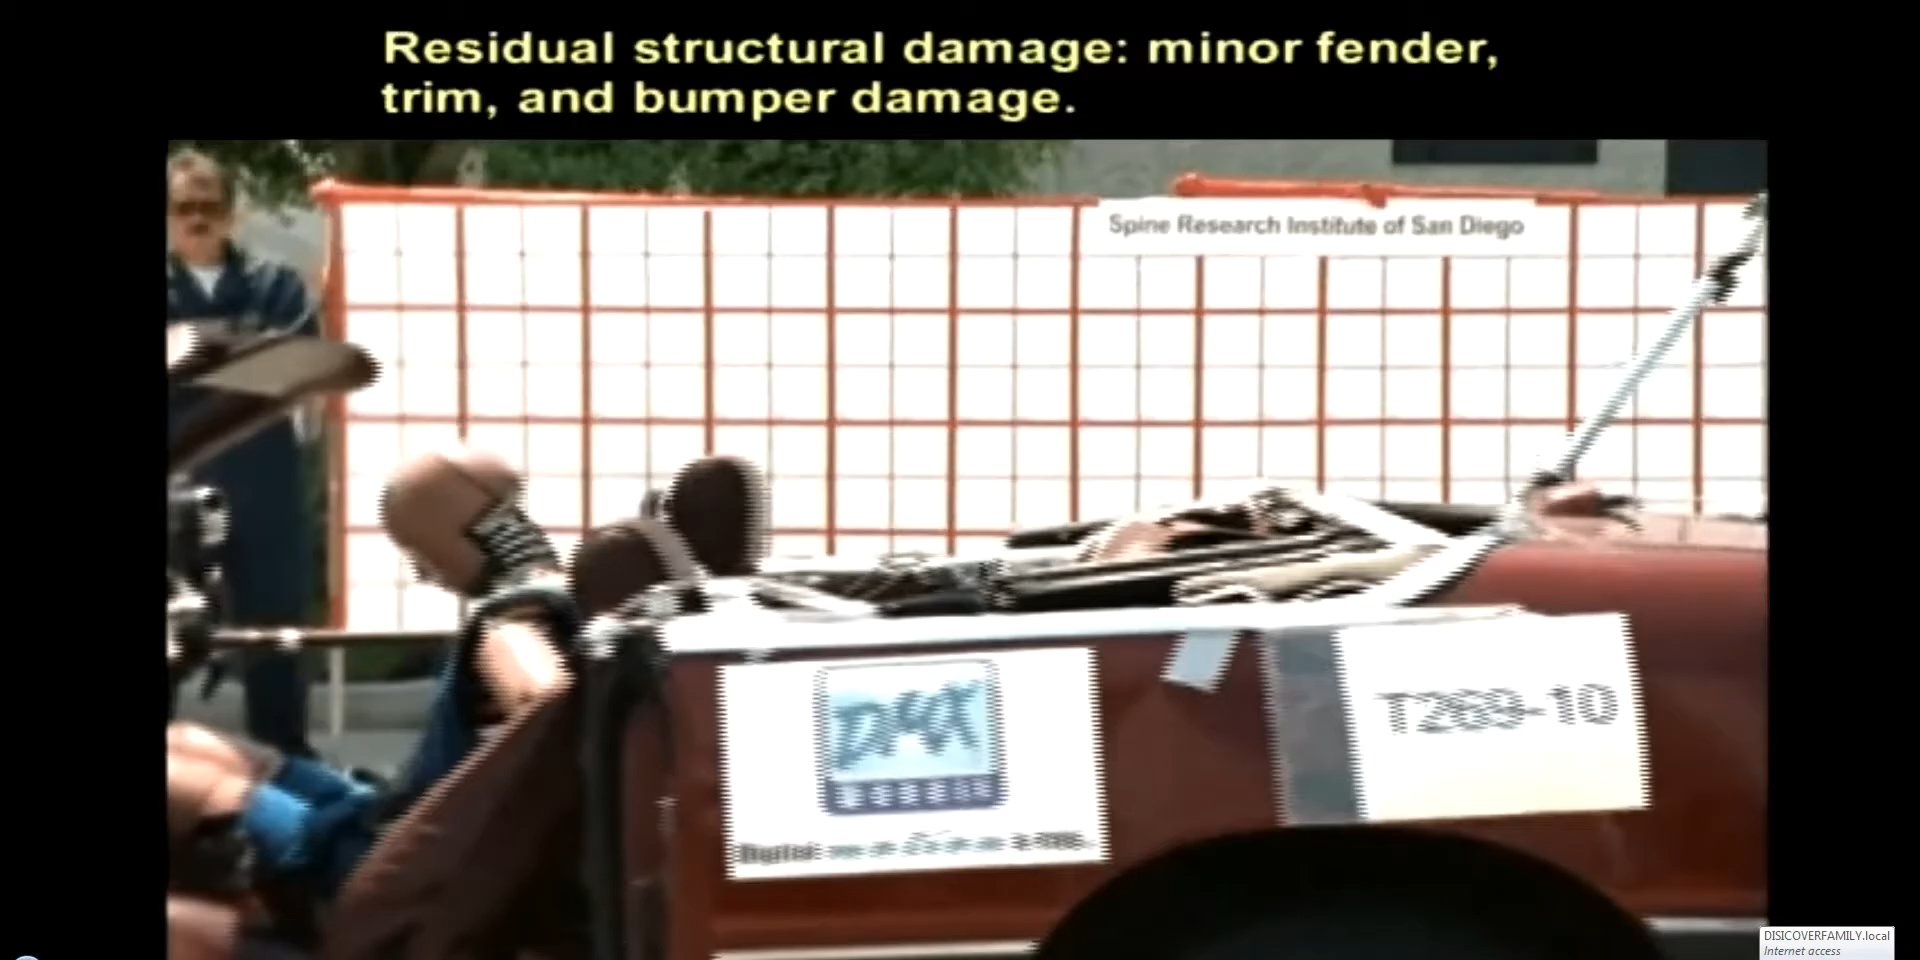 Residual structural damage: minor fender,
trim, and bumper damage.
Spine Research Institute of San Diego
T269-10
DISICOVERFAMILY.local
Internet access